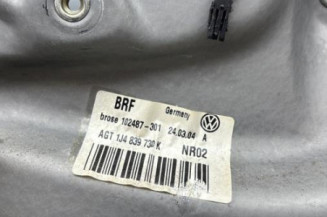 BRF Germany
brose 102487-301 24.03.04 A
AGT 1J4 839 730 K
NR02